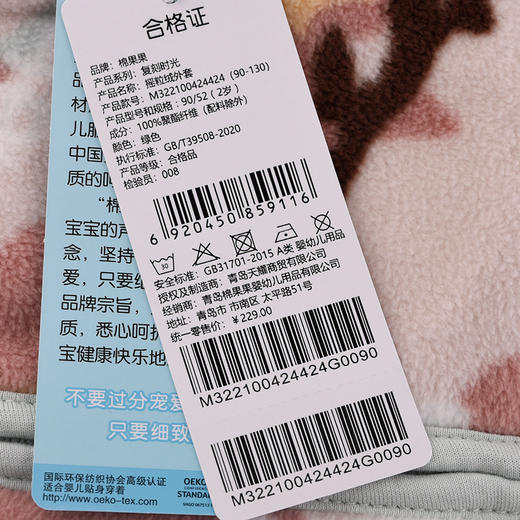 合格证
品牌: 棉果果
产品系列: 复刻时光
产品名称: 摇粒绒外套
产品款号: M322100424424 (90-130)
产品型号和规格: 90/52 (2岁)
成分: 100%聚酯纤维 (配料除外)
颜色: 绿色
执行标准: GB/T39508-2020
产品等级: 合格品
检验员: 008
6 920450 859116
30
安全标准: GB31701-2015 A类 婴幼儿用品
授权及制造商: 青岛天耀商贸有限公司
经销商: 青岛棉果果婴幼儿用品有限公司
地址: 青岛市 市南区 太平路51号
统一零售价: ¥229.00
M322100424424G0090
M322100424424G0090
材
儿服
中国
质的呵
“棉
宝宝的声
念, 坚持
爱, 只要细
品牌宗旨,
质, 悉心呵护
宝健康快乐地
不要过分宠爱
只要细致
国际环保纺织协会高级认证
适合婴儿贴身穿着
www.oeko-tex.com
OEKO
CONFIDENCE
STANDAR